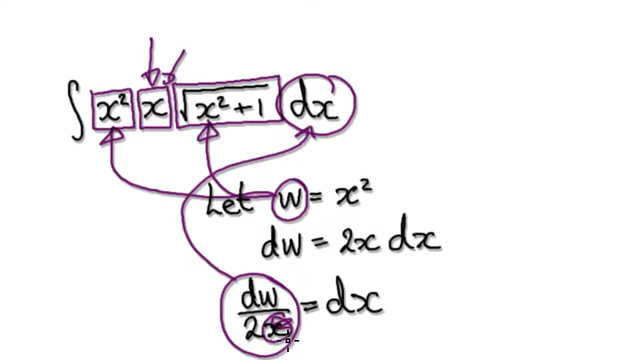 ∫ x² x √x²+1 dx
Let w = x²
dw = 2x dx
dw/2x = dx